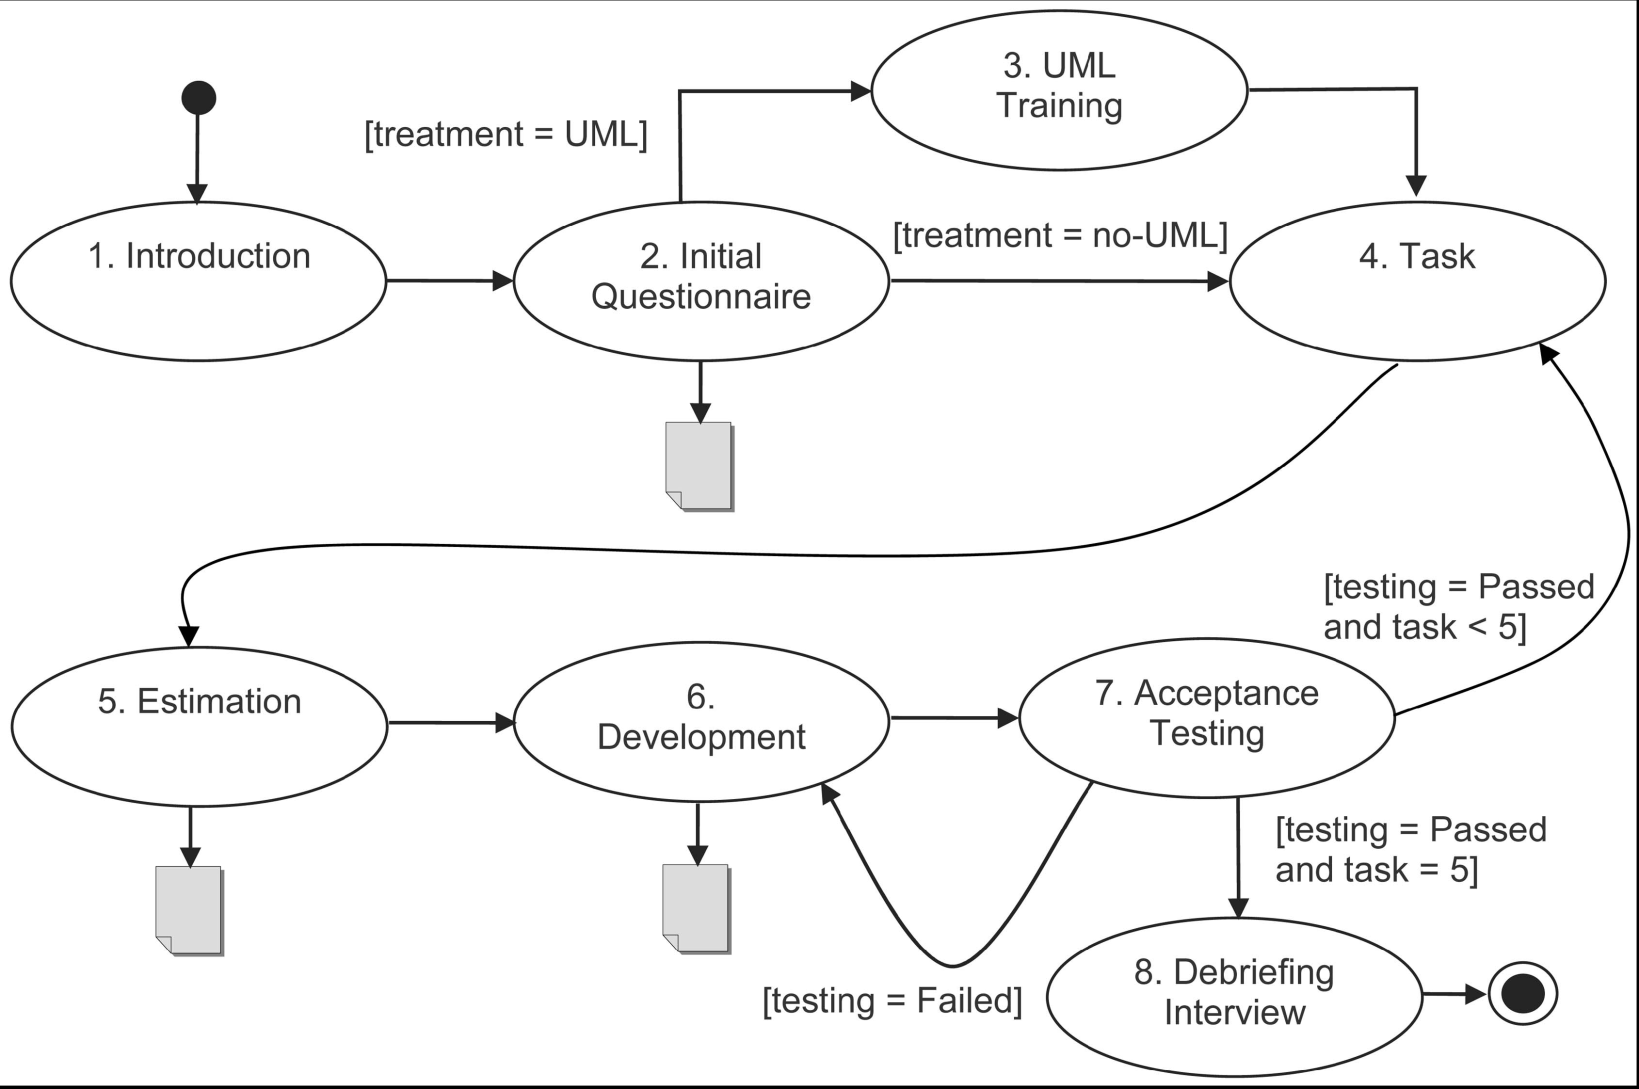 3. UML
Training
[treatment = UML]
1. Introduction
2. Initial
Questionnaire
[treatment = no-UML]
4. Task
[testing = Passed
and task < 5]
5. Estimation
6.
Development
7. Acceptance
Testing
[testing = Passed
and task = 5]
[testing = Failed]
8. Debriefing
Interview